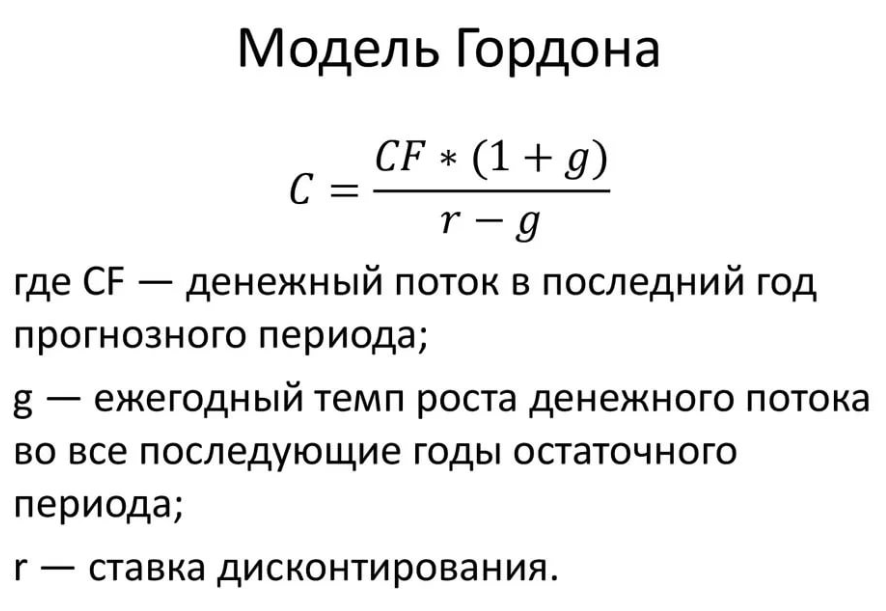 Модель Гордона
C = CF * (1 + g) / r − g
где CF — денежный поток в последний год
прогнозного периода;
g — ежегодный темп роста денежного потока
во все последующие годы остаточного
периода;
r — ставка дисконтирования.